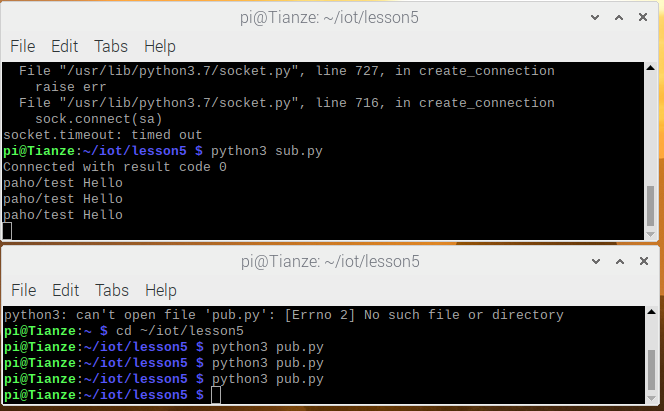 pi@Tianze: ~/iot/lesson5
File Edit Tabs Help
File "/usr/lib/python3.7/socket.py", line 727, in create_connection
raise err
File "/usr/lib/python3.7/socket.py", line 716, in create_connection
sock.connect(sa)
socket.timeout: timed out
pi@Tianze:~/iot/lesson5 $ python3 sub.py
Connected with result code 0
paho/test Hello
paho/test Hello
paho/test Hello
pi@Tianze: ~/iot/lesson5
File Edit Tabs Help
python3: can't open file 'pub.py': [Errno 2] No such file or directory
pi@Tianze:~ $ cd ~/iot/lesson5
pi@Tianze:~/iot/lesson5 $ python3 pub.py
pi@Tianze:~/iot/lesson5 $ python3 pub.py
pi@Tianze:~/iot/lesson5 $ python3 pub.py
pi@Tianze:~/iot/lesson5 $